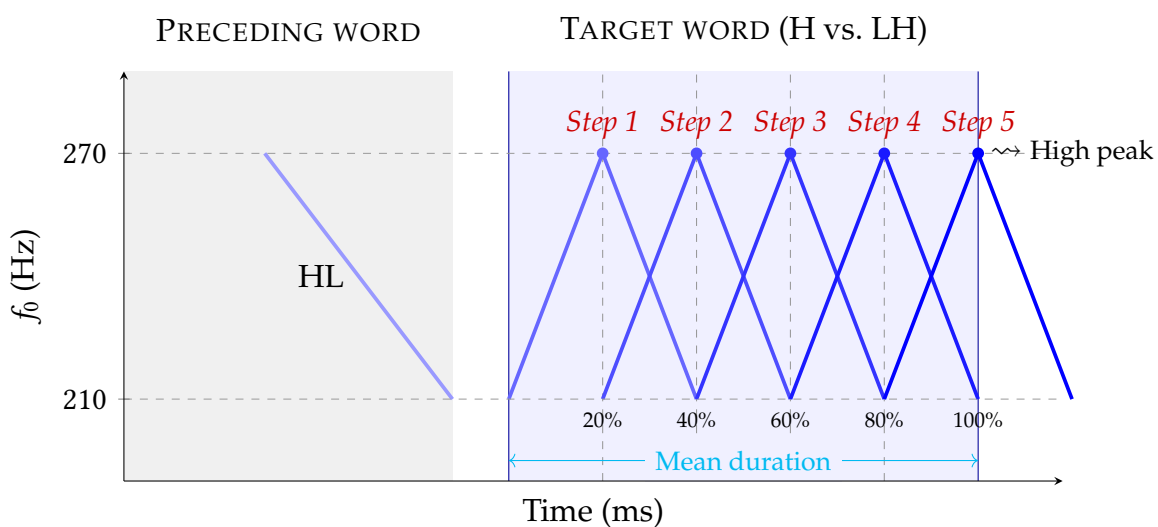 PRECEDING WORD
TARGET WORD (H vs. LH)
Step 1 Step 2 Step 3 Step 4 Step 5
270
High peak
HL
f0 (Hz)
210
20% 40% 60% 80% 100%
Mean duration
Time (ms)